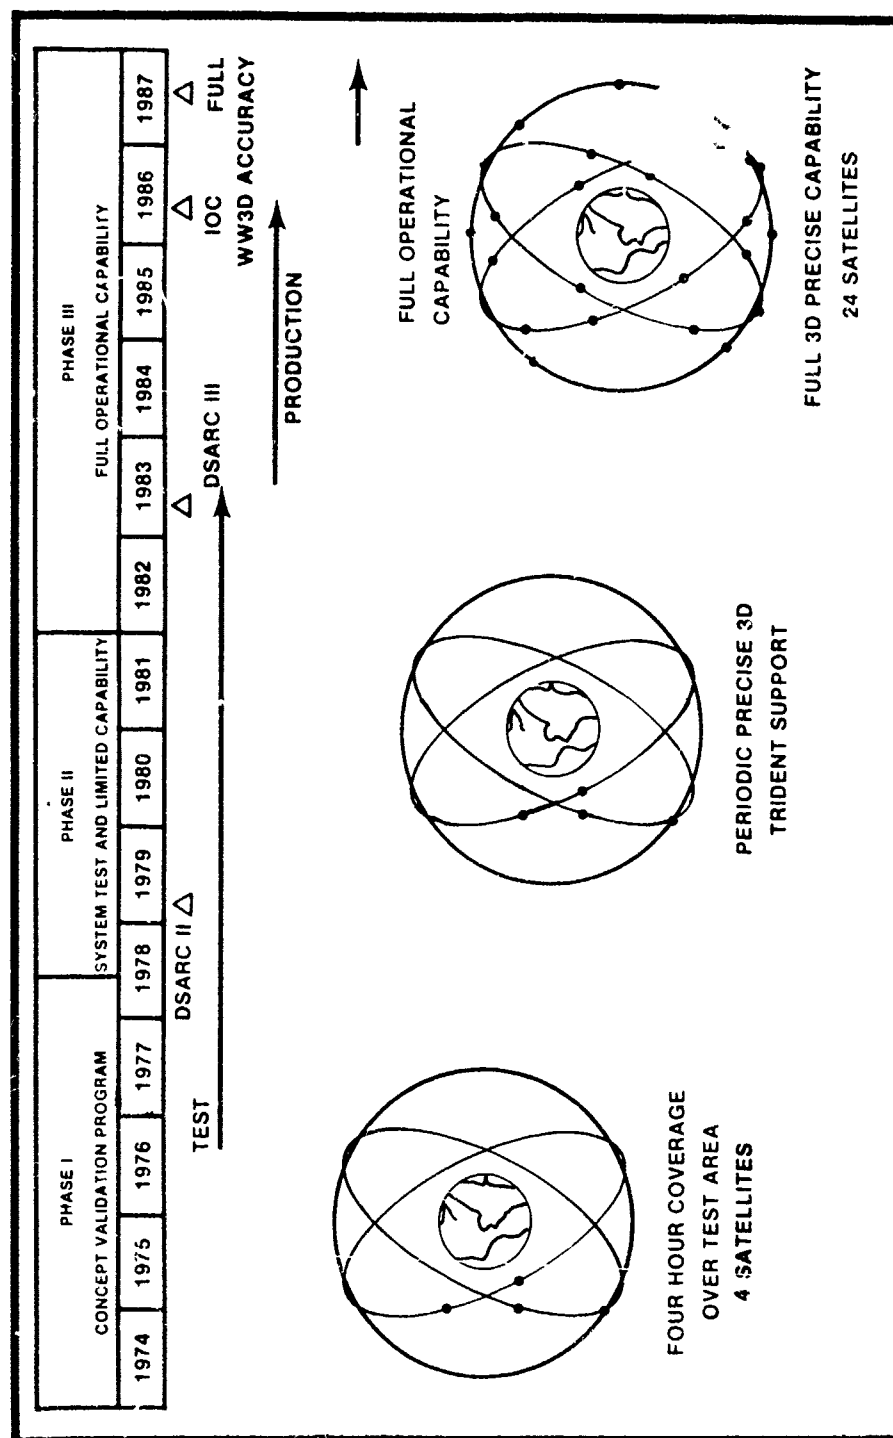 PHASE I
PHASE II
PHASE III
CONCEPT VALIDATION PROGRAM
SYSTEM TEST AND LIMITED CAPABILITY
FULL OPERATIONAL CAPABILITY
1974 1975 1976 1977 1978 1979 1980 1981 1982 1983 1984 1985 1986 1987
DSARC II
DSARC III
IOC
FULL
TEST
WW3D ACCURACY
PRODUCTION
FULL OPERATIONAL
CAPABILITY
FOUR HOUR COVERAGE
OVER TEST AREA
4 SATELLITES
PERIODIC PRECISE 3D
TRIDENT SUPPORT
FULL 3D PRECISE CAPABILITY
24 SATELLITES